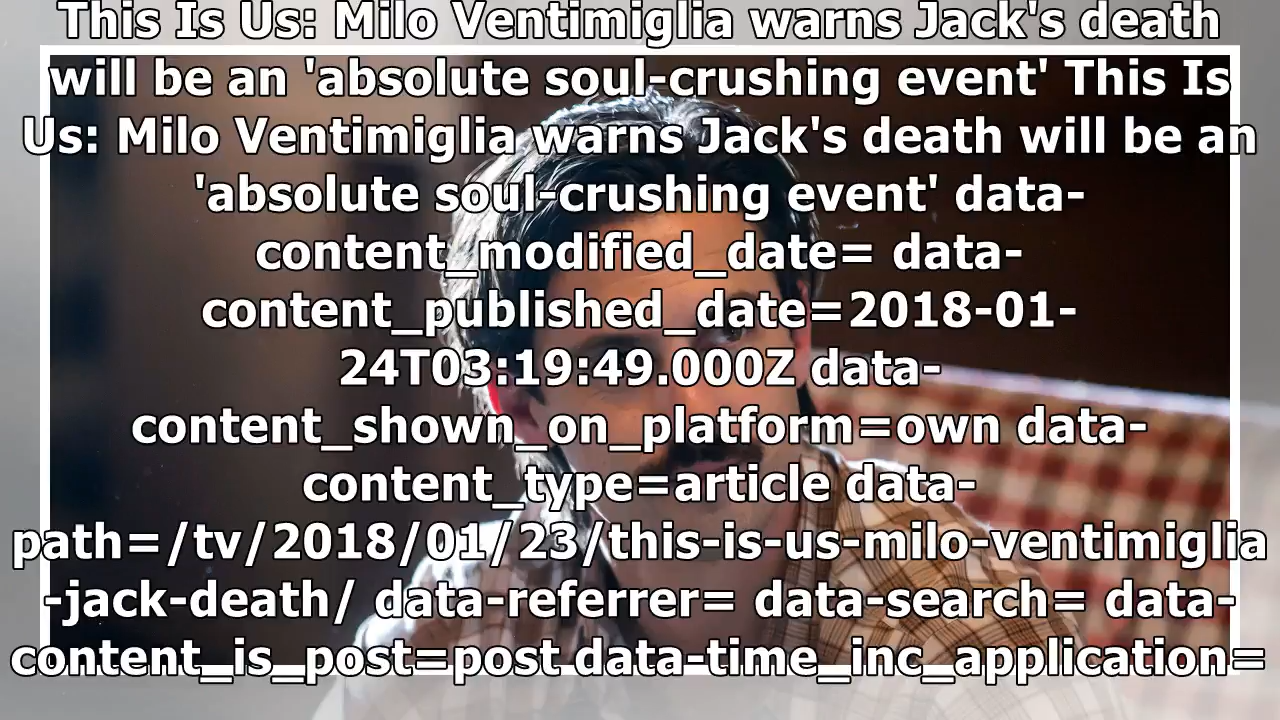 This Is Us: Milo Ventimiglia warns Jack's death
will be an 'absolute soul-crushing event' This Is
Us: Milo Ventimiglia warns Jack's death will be an
'absolute soul-crushing event' data-
content_modified_date= data-
content_published_date=2018-01-
24T03:19:49.000Z data-
content_shown_on_platform=own data-
content_type=article data-
path=/tv/2018/01/23/this-is-us-milo-ventimiglia
-jack-death/ data-referrer= data-search= data-
content_is_post=post data-time_inc_application=